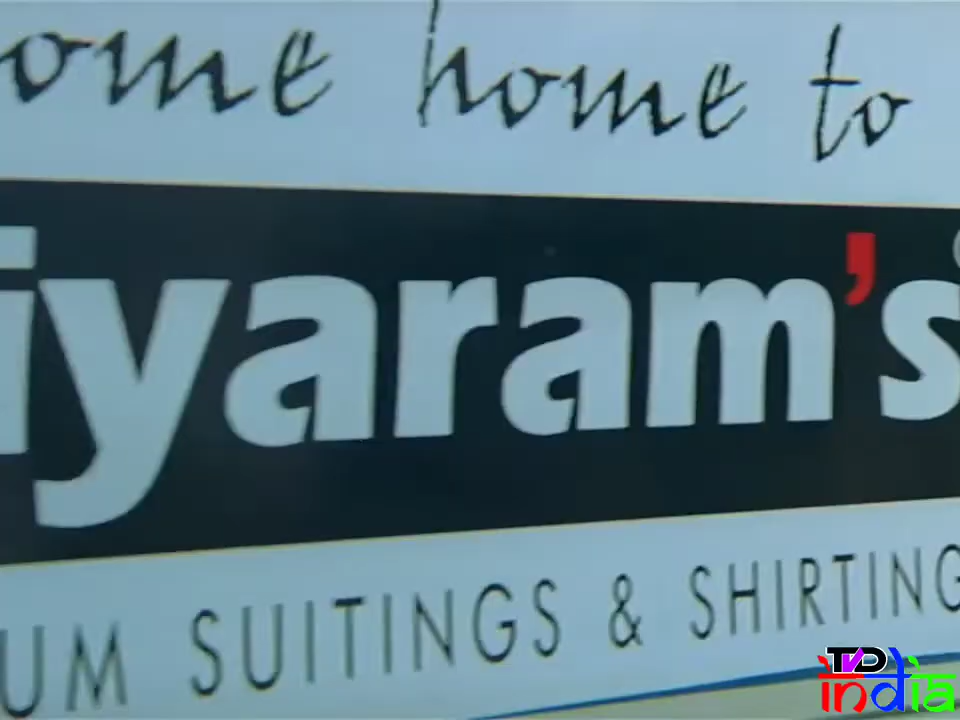 ome home to
iyaram's
UM SUITINGS & SHIRTING
TVD
india